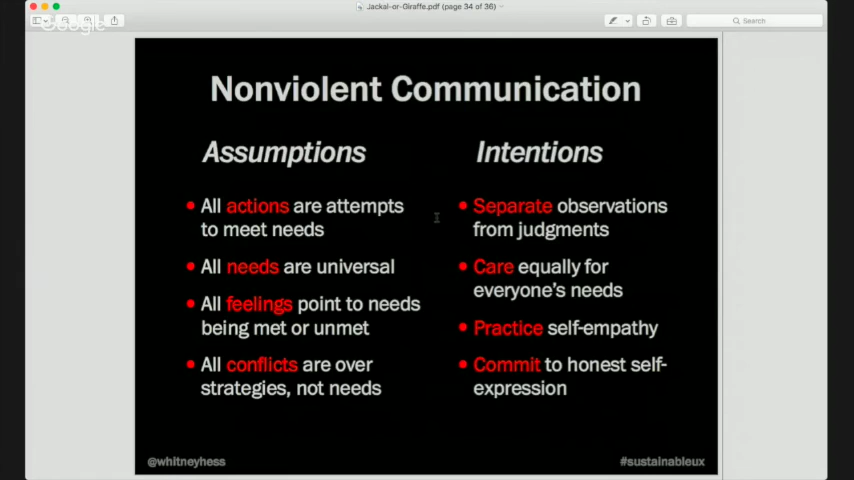 Jackal-or-Giraffe.pdf (page 34 of 36)
Google
Search
Nonviolent Communication
Assumptions
• All actions are attempts
to meet needs
• All needs are universal
• All feelings point to needs
being met or unmet
• All conflicts are over
strategies, not needs
Intentions
• Separate observations
from judgments
• Care equally for
everyone's needs
• Practice self-empathy
• Commit to honest self-
expression
@whitneyhess
#sustainableux